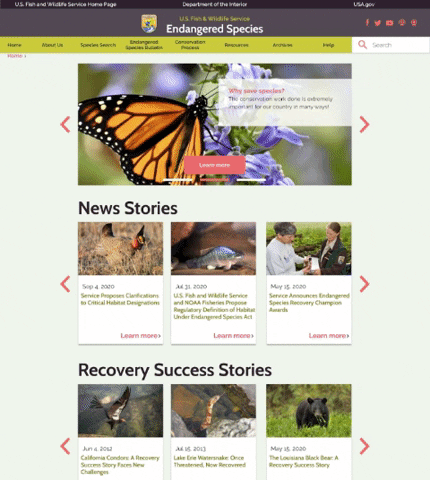 U.S. Fish and Wildlife Service Home Page
Department of the Interior
USA.gov
U.S. Fish & Wildlife Service
Endangered Species
Home
About Us
Species Search
Endangered
Species Bulletin
Conservation
Process
Resources
Archives
Help
Search
Home >
Why save species?
The conservation work done is extremely
important for our country in many ways!
Learn more
News Stories
Sep 4, 2020
Service Proposes Clarifications
to Critical Habitat Designations
Learn more>
Jul 31, 2020
U.S. Fish and Wildlife Service
and NOAA Fisheries Propose
Regulatory Definition of Habitat
Under Endangered Species Act
Learn more>
May 15, 2020
Service Announces Endangered
Species Recovery Champion
Awards
Learn more>
Recovery Success Stories
Jun 4, 2012
California Condors: A Recovery
Success Story Faces New
Challenges
Jul 15, 2013
Lake Erie Watersnake: Once
Threatened, Now Recovered
May 15, 2020
The Louisiana Black Bear: A
Recovery Success Story